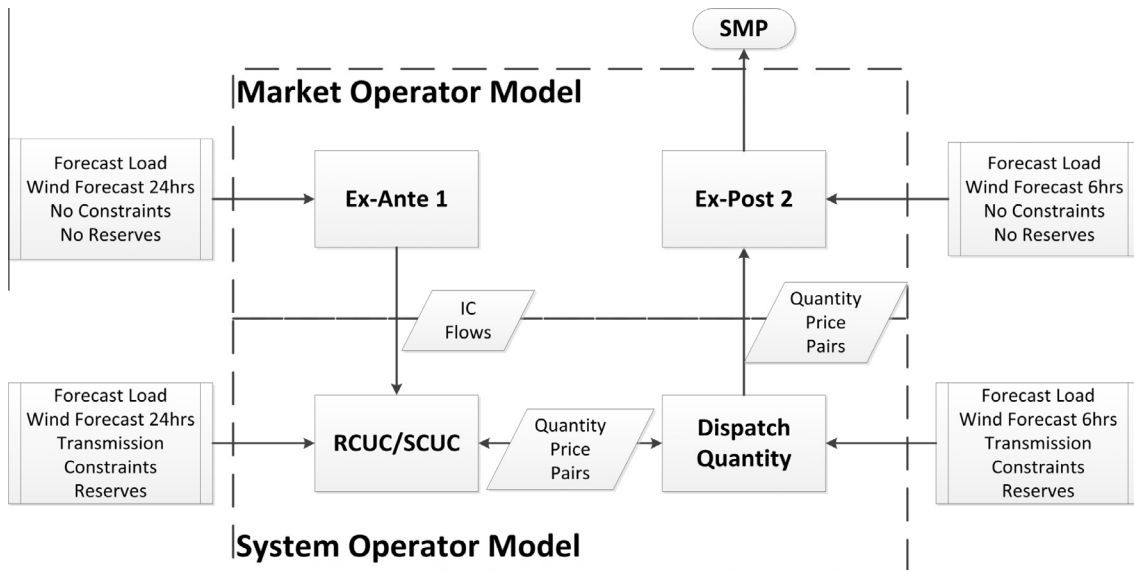 SMP
Market Operator Model
Forecast Load
Wind Forecast 24hrs
No Constraints
No Reserves
Ex-Ante 1
Ex-Post 2
Forecast Load
Wind Forecast 6hrs
No Constraints
No Reserves
IC
Flows
Quantity
Price
Pairs
Forecast Load
Wind Forecast 24hrs
Transmission
Constraints
Reserves
RCUC/SCUC
Quantity
Price
Pairs
Dispatch
Quantity
Forecast Load
Wind Forecast 6hrs
Transmission
Constraints
Reserves
System Operator Model